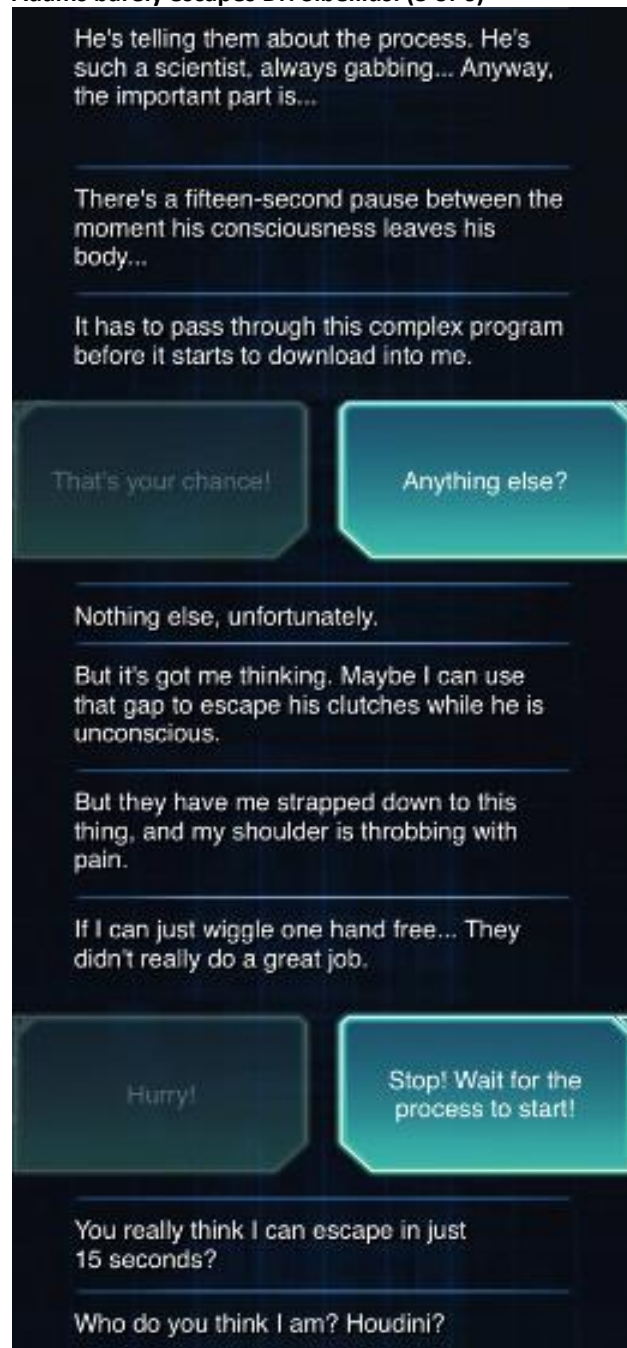 He's telling them about the process. He's
such a scientist, always gabbing... Anyway,
the important part is...
There's a fifteen-second pause between the
moment his consciousness leaves his
body...
It has to pass through this complex program
before it starts to download into me.
That's your chance!
Anything else?
Nothing else, unfortunately.
But it's got me thinking. Maybe I can use
that gap to escape his clutches while he is
unconscious.
But they have me strapped down to this
thing, and my shoulder is throbbing with
pain.
If I can just wiggle one hand free... They
didn't really do a great job.
Hurry!
Stop! Wait for the
process to start!
You really think I can escape in just
15 seconds?
Who do you think I am? Houdini?